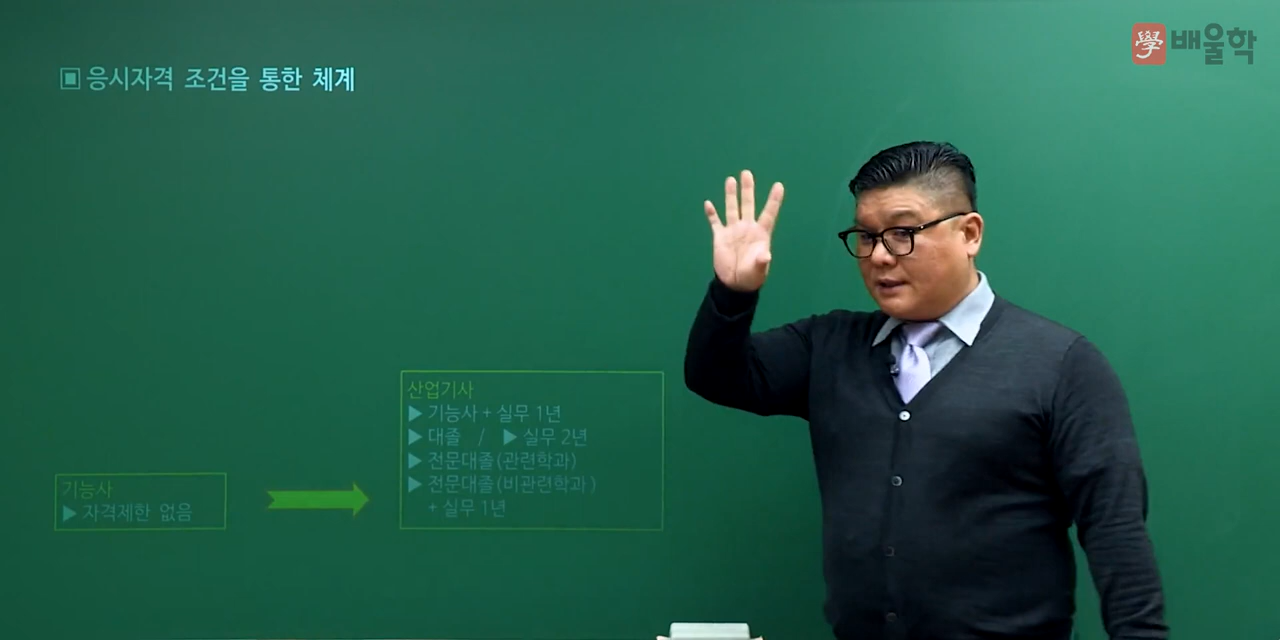 學 배울학
▣ 응시자격 조건을 통한 체계
산업기사
▶ 기능사 + 실무 1년
▶ 대졸 / ▶ 실무 2년
▶ 전문대졸(관련학과)
▶ 전문대졸(비관련학과)
+ 실무 1년
기능사
▶ 자격제한 없음